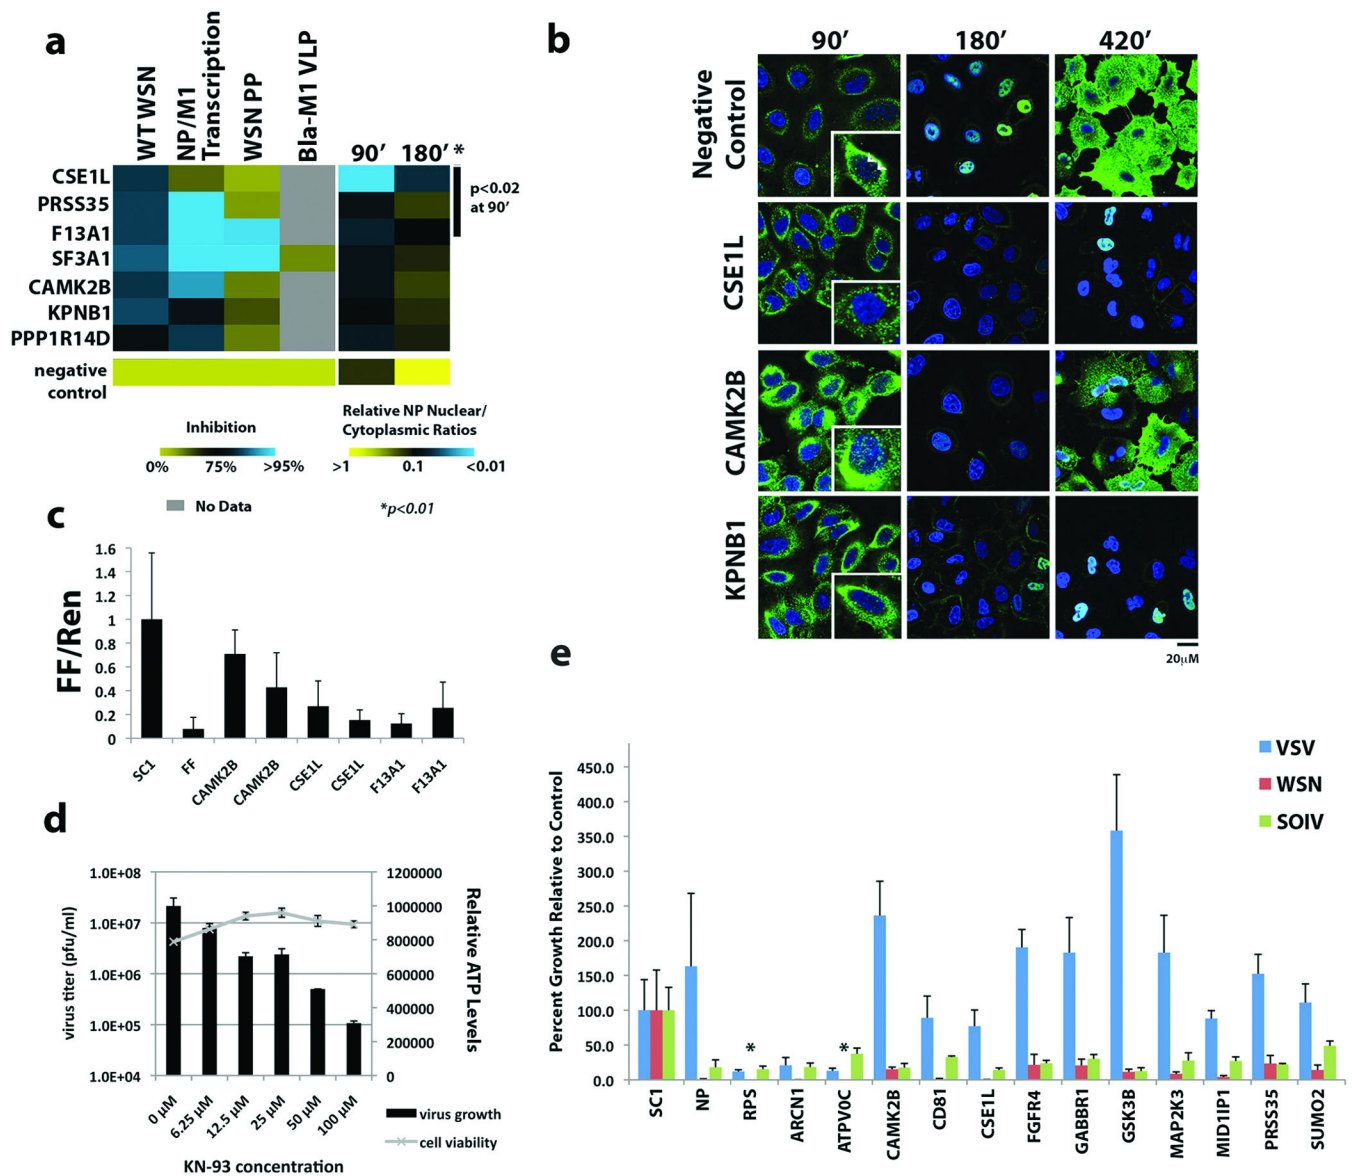 a
WT WSN
NP/M1
Transcription
WSN PP
Bla-M1 VLP
90′
180′
*
CSE1L
PRSS35
F13A1
SF3A1
CAMK2B
KPNB1
PPP1R14D
p<0.02
at 90′
negative
control
Inhibition
0%
75%
>95%
Relative NP Nuclear/
Cytoplasmic Ratios
>1
0.1
<0.01
No Data
*p<0.01
b
90′
180′
420′
Negative
Control
CSE1L
CAMK2B
KPNB1
20µM
c
FF/Ren
1.6
1.4
1.2
1
0.8
0.6
0.4
0.2
0
SC1
FF
CAMK2B
CAMK2B
CSE1L
CSE1L
F13A1
F13A1
d
virus titer (pfu/ml)
1.0E+08
1.0E+07
1.0E+06
1.0E+05
1.0E+04
1200000
1000000
800000
600000
400000
200000
0
Relative ATP Levels
0 µM
6.25 µM
12.5 µM
25 µM
50 µM
100 µM
KN-93 concentration
virus growth
cell viability
e
VSV
WSN
SOIV
Percent Growth Relative to Control
450.0
400.0
350.0
300.0
250.0
200.0
150.0
100.0
50.0
0.0
*
*
SC1
NP
RPS
ARCN1
ATPV0C
CAMK2B
CD81
CSE1L
FGFR4
GABBR1
GSK3B
MAP2K3
MID1IP1
PRSS35
SUMO2